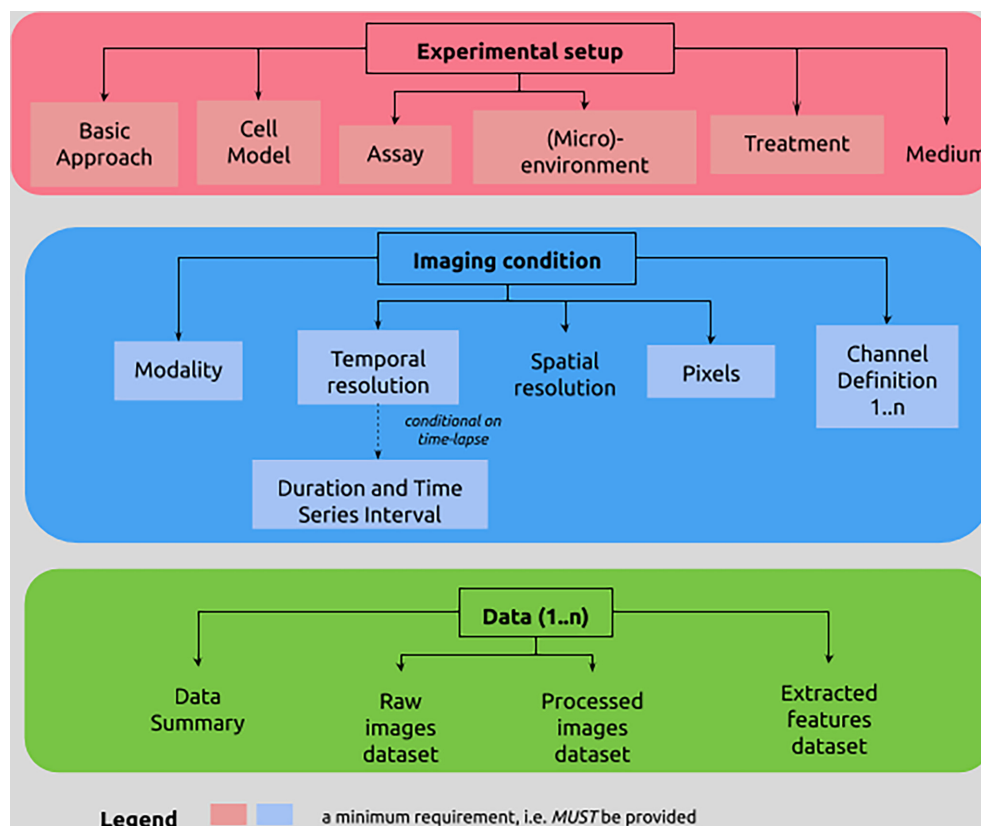 Experimental setup
Basic
Approach
Cell
Model
Assay
(Micro)-
environment
Treatment
Medium
Imaging condition
Modality
Temporal
resolution
Spatial
resolution
Pixels
Channel
Definition
1..n
conditional on
time-lapse
Duration and Time
Series Interval
Data (1..n)
Data
Summary
Raw
images
dataset
Processed
images
dataset
Extracted
features
dataset
Legend
a minimum requirement, i.e. MUST be provided